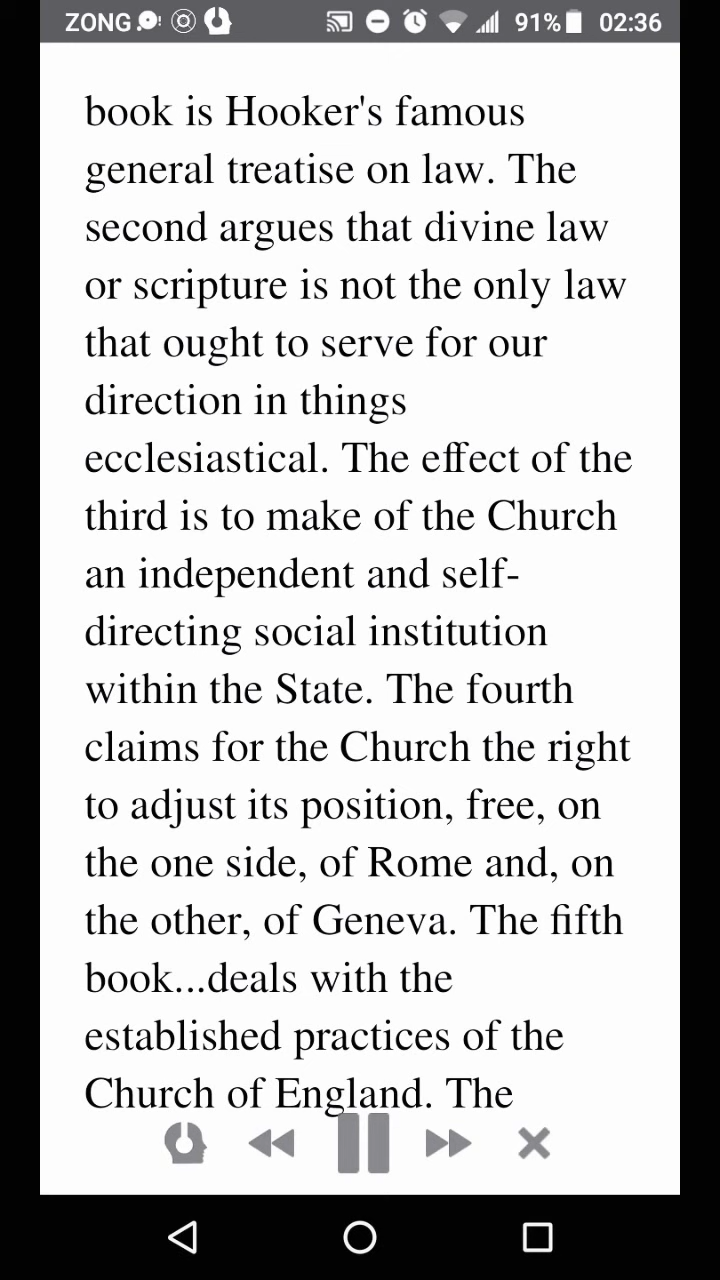 ZONG 91% 02:36
book is Hooker's famous
general treatise on law. The
second argues that divine law
or scripture is not the only law
that ought to serve for our
direction in things
ecclesiastical. The effect of the
third is to make of the Church
an independent and self-
directing social institution
within the State. The fourth
claims for the Church the right
to adjust its position, free, on
the one side, of Rome and, on
the other, of Geneva. The fifth
book...deals with the
established practices of the
Church of England. The